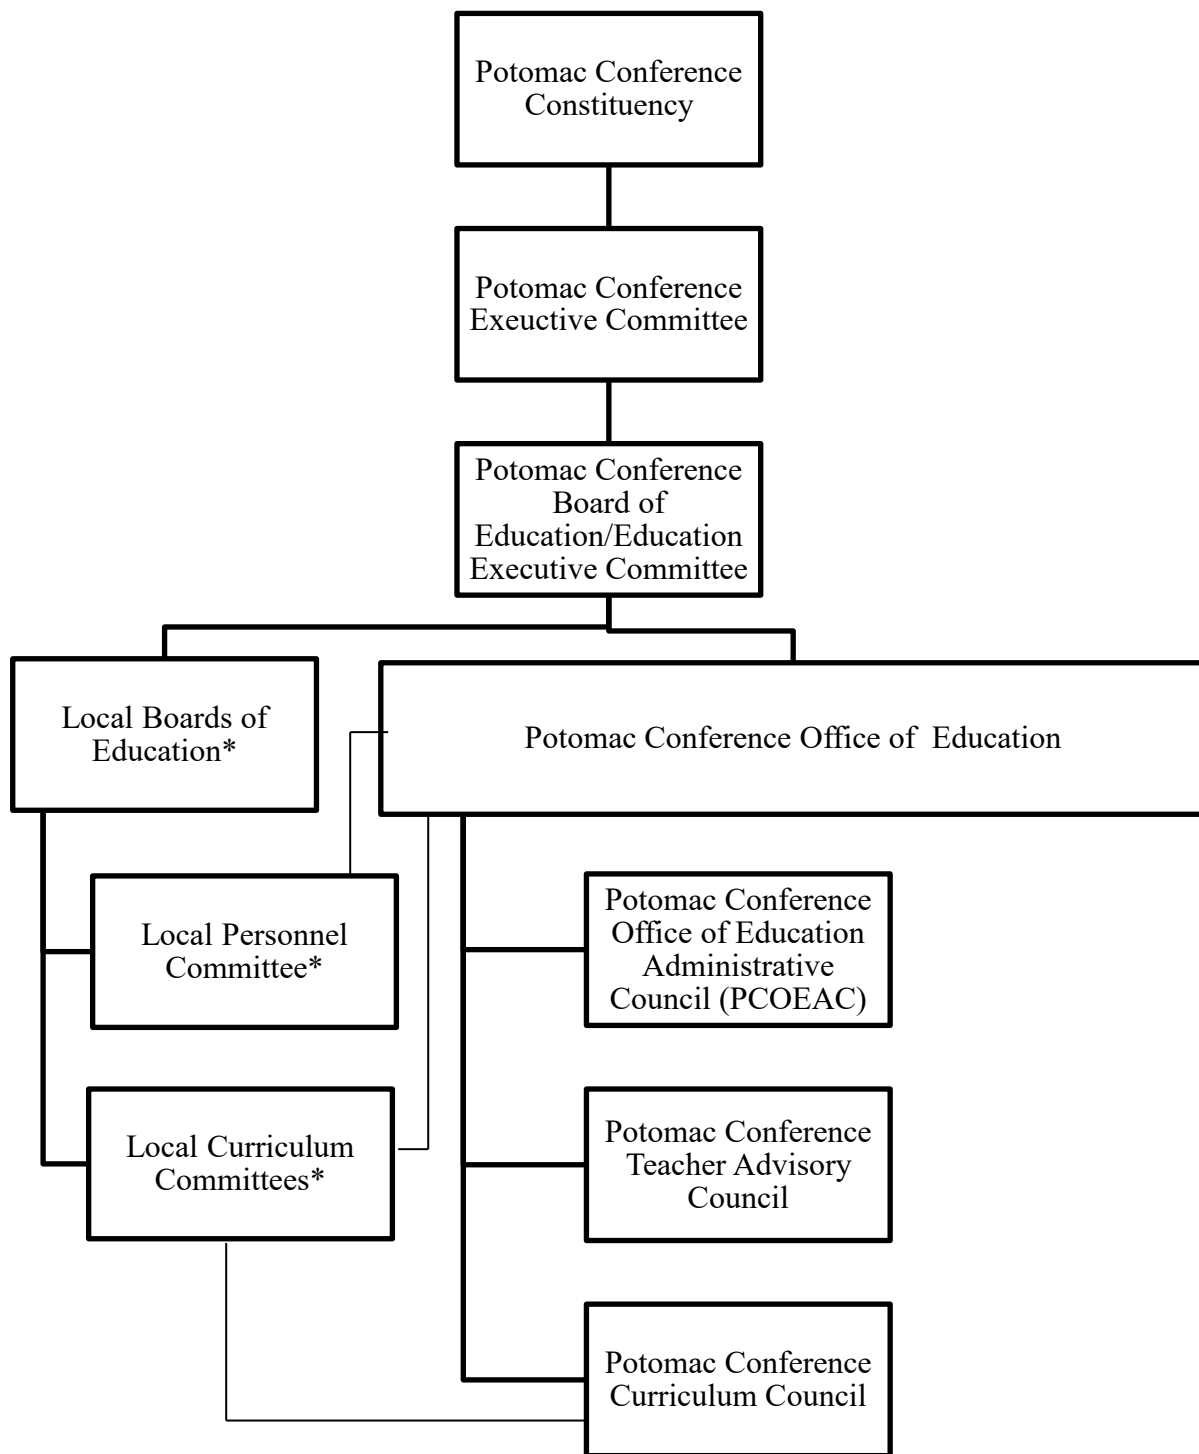 Potomac Conference
Constituency
Potomac Conference
Exeuctive Committee
Potomac Conference
Board of
Education/Education
Executive Committee
Local Boards of
Education*
Potomac Conference Office of  Education
Local Personnel
Committee*
Potomac Conference
Office of Education
Administrative
Council (PCOEAC)
Local Curriculum
Committees*
Potomac Conference
Teacher Advisory
Council
Potomac Conference
Curriculum Council